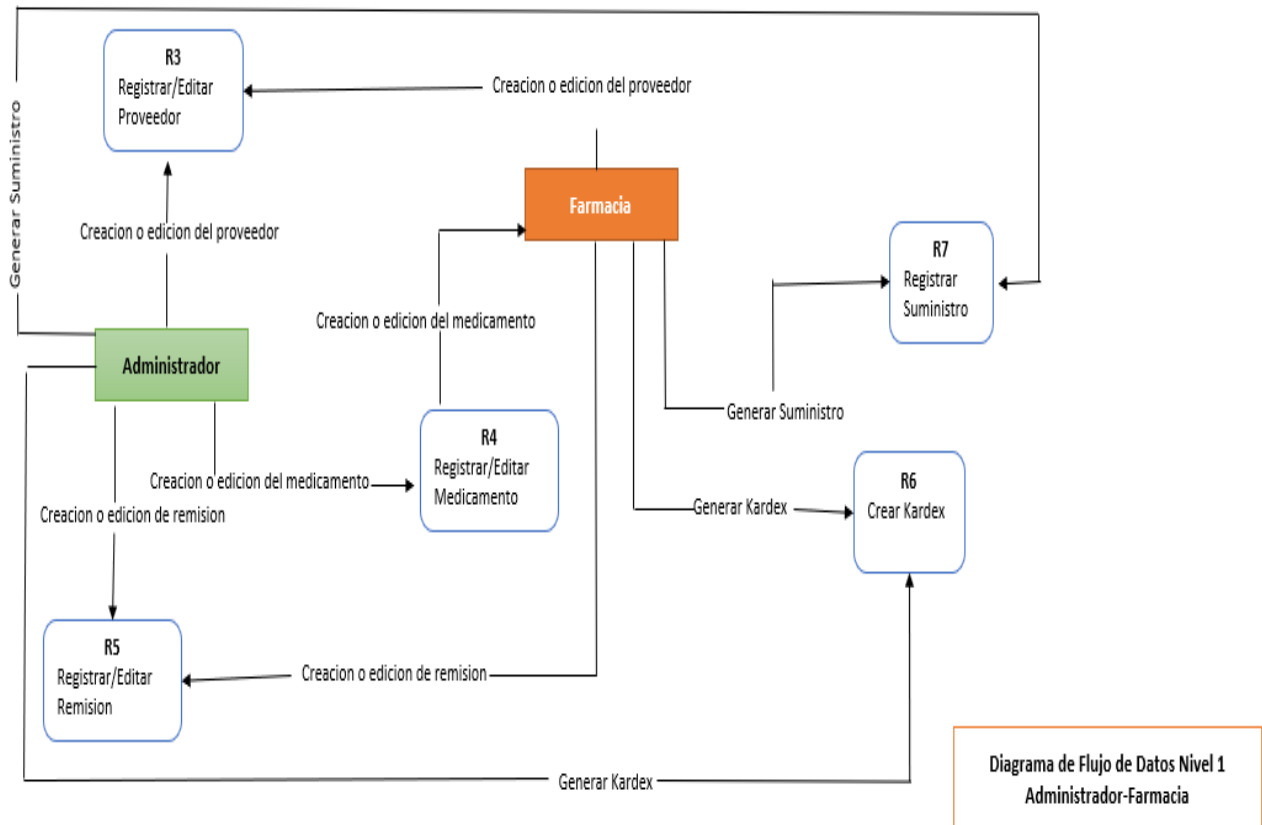 R3
Registrar/Editar
Proveedor
Creacion o edicion del proveedor
Generar Suministro
Farmacia
Creacion o edicion del proveedor
R7
Registrar
Suministro
Creacion o edicion del medicamento
Administrador
Generar Suministro
R4
Registrar/Editar
Medicamento
Creacion o edicion del medicamento
R6
Crear Kardex
Generar Kardex
Creacion o edicion de remision
R5
Registrar/Editar
Remision
Creacion o edicion de remision
Generar Kardex
Diagrama de Flujo de Datos Nivel 1
Administrador-Farmacia